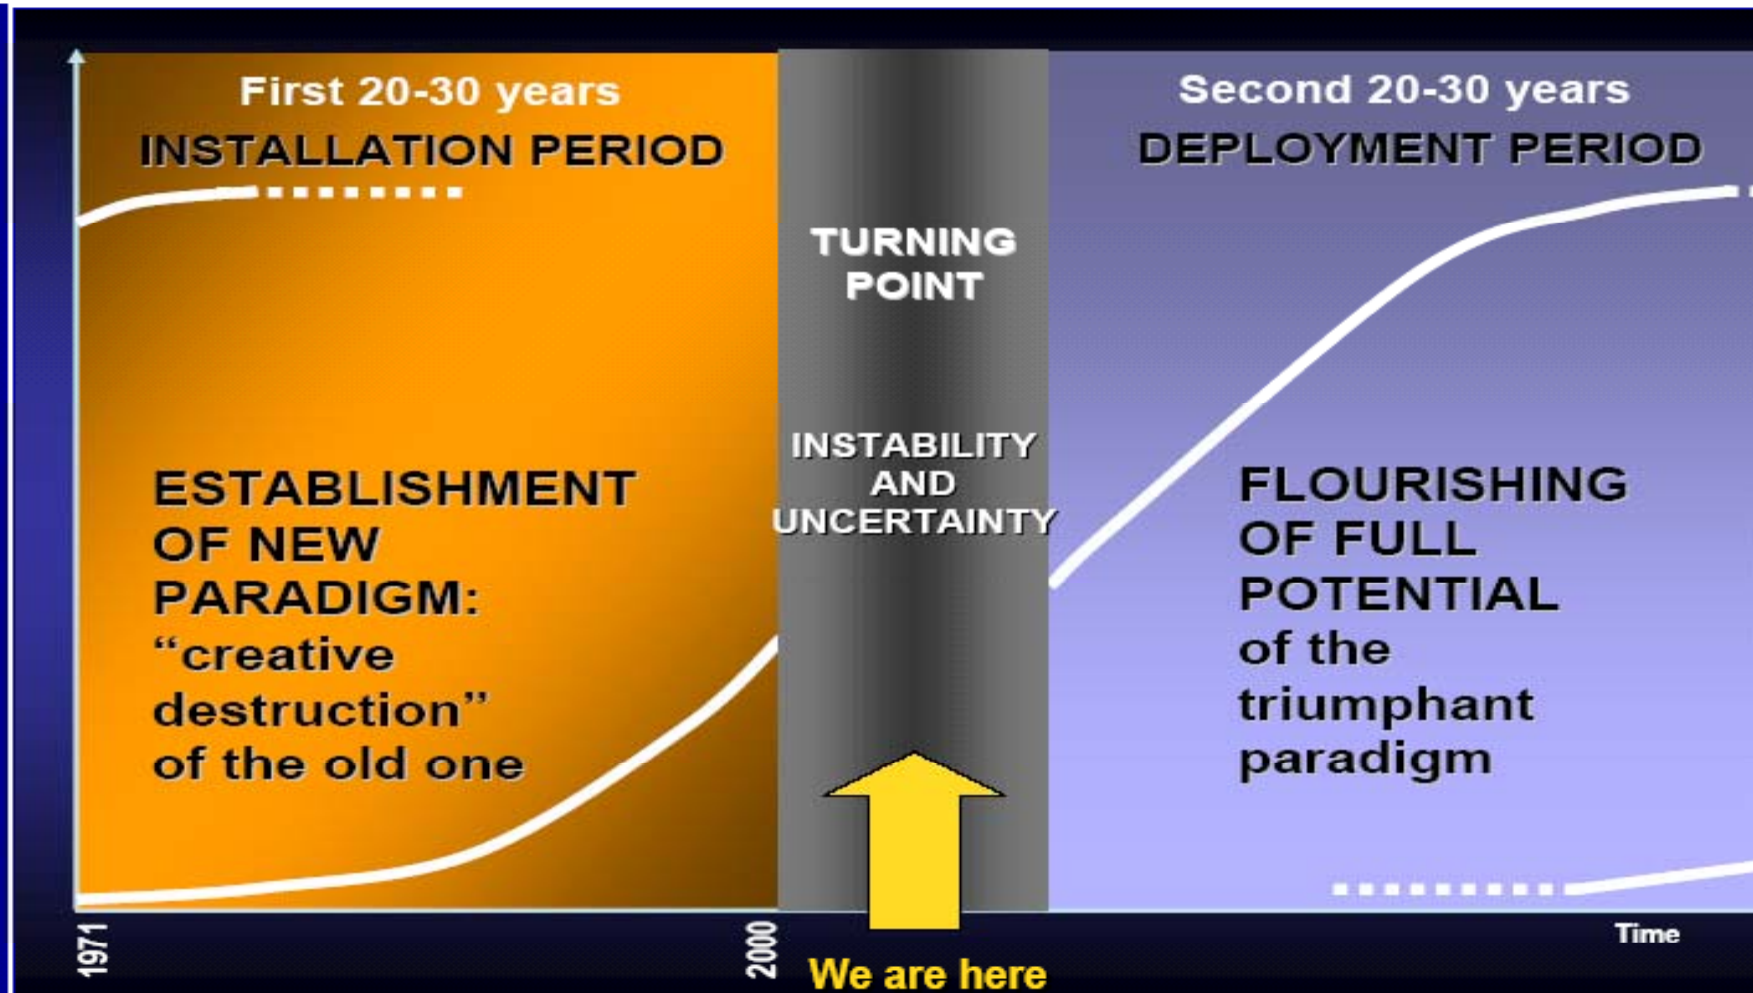 First 20-30 years
INSTALLATION PERIOD
ESTABLISHMENT
OF NEW
PARADIGM:
“creative
destruction”
of the old one
TURNING
POINT
INSTABILITY
AND
UNCERTAINTY
Second 20-30 years
DEPLOYMENT PERIOD
FLOURISHING
OF FULL
POTENTIAL
of the
triumphant
paradigm
1971
2000
Time
We are here